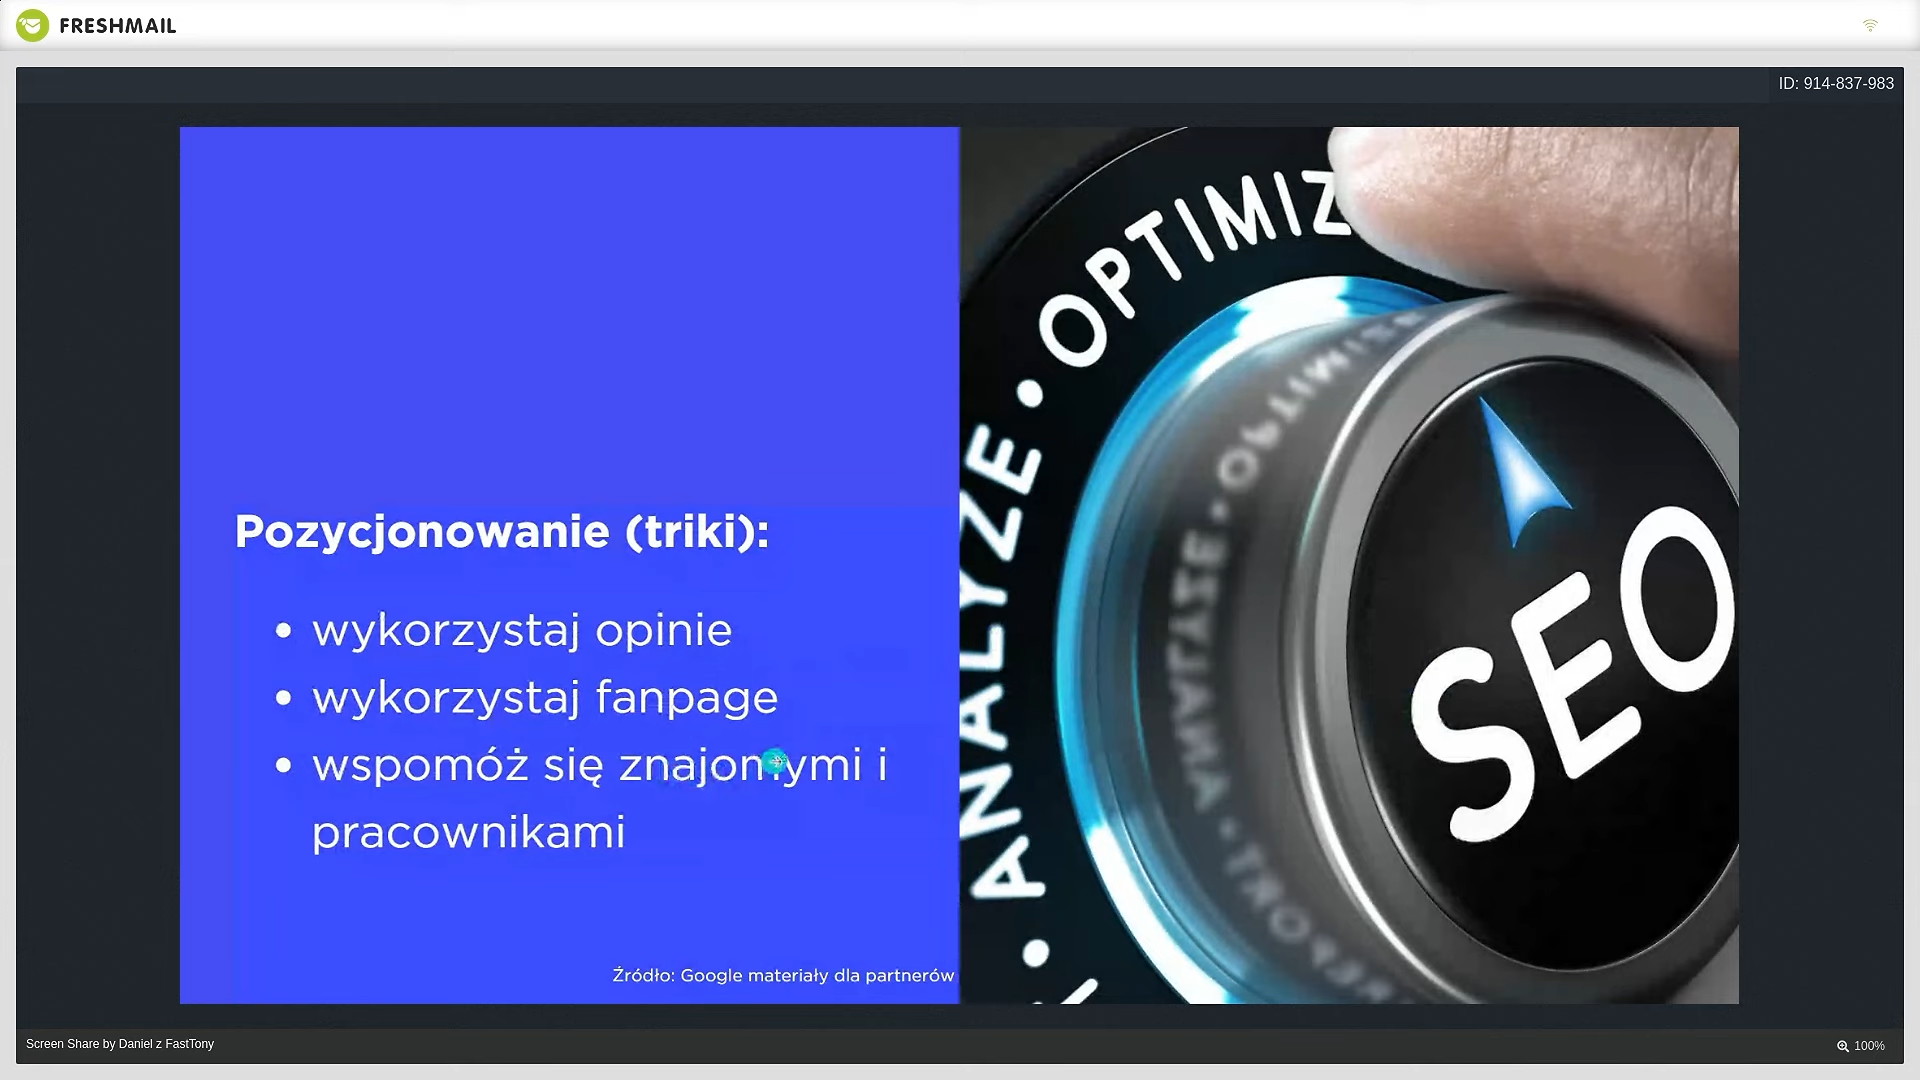 FRESHMAIL
ID: 914-837-983
Pozycjonowanie (triki):
• wykorzystaj opinie
• wykorzystaj fanpage
• wspomóż się znajomymi i
pracownikami
Źródło: Google materiały dla partnerów
OPTIMIZ
ANALYZE
SEO
Screen Share by Daniel z FastTony
100%